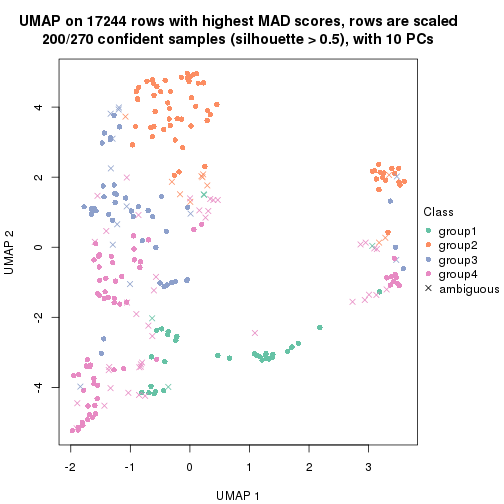 UMAP on 17244 rows with highest MAD scores, rows are scaled
200/270 confident samples (silhouette > 0.5), with 10 PCs
4
2
0
-2
-4
UMAP 2
-2
-1
0
1
2
3
UMAP 1
Class
group1
group2
group3
group4
ambiguous